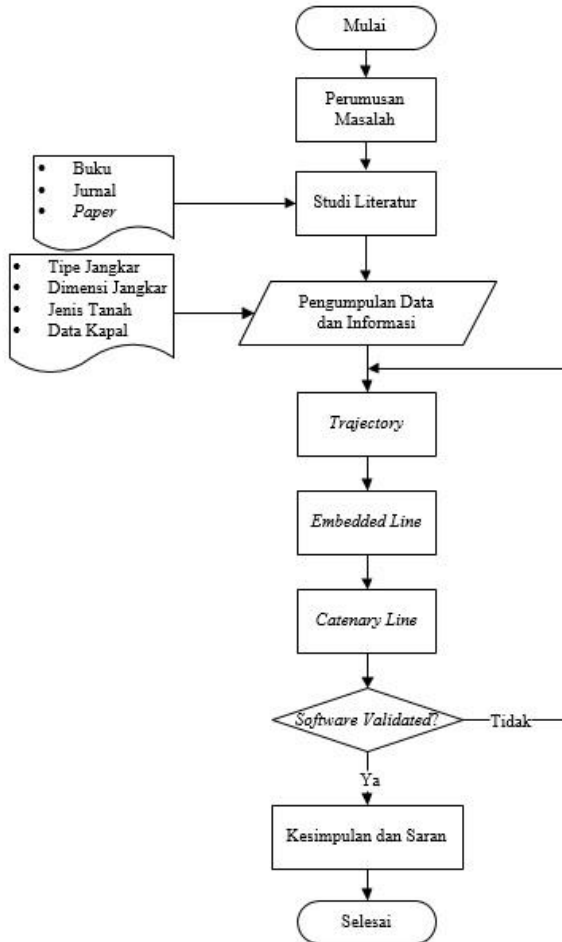 Mulai
Perumusan
Masalah
• Buku
• Jurnal
• Paper
Studi Literatur
• Tipe Jangkar
• Dimensi Jangkar
• Jenis Tanah
• Data Kapal
Pengumpulan Data
dan Informasi
Trajectory
Embedded Line
Catenary Line
Software Validated?
Tidak
Ya
Kesimpulan dan Saran
Selesai